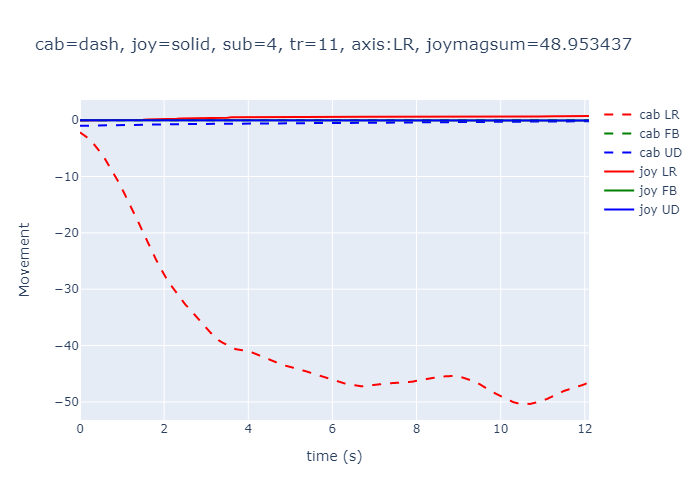 cab=dash, joy=solid, sub=4, tr=11, axis:LR, joymagsum=48.953437
cab LR
cab FB
cab UD
joy LR
joy FB
joy UD
Movement
0
−10
−20
−30
−40
−50
0 2 4 6 8 10 12
time (s)